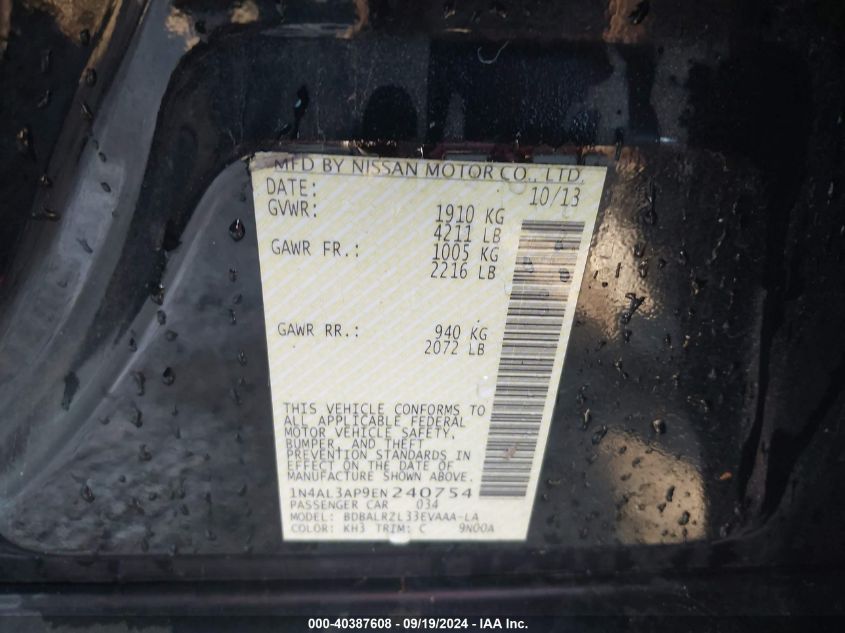 MFD BY NISSAN MOTOR CO., LTD.
DATE: 10/13
GVWR: 1910 KG
4211 LB
GAWR FR.: 1005 KG
2216 LB
GAWR RR.: 940 KG
2072 LB
THIS VEHICLE CONFORMS TO
ALL APPLICABLE FEDERAL
MOTOR VEHICLE SAFETY,
BUMPER, AND THEFT
PREVENTION STANDARDS IN
EFFECT ON THE DATE OF
MANUFACTURE SHOWN ABOVE.
1N4AL3AP9EN240754
PASSENGER CAR 034
MODEL: BDBALRZL33EVAAA-LA
COLOR: KH3 TRIM: C 9N00A
000-40387608 - 09/19/2024 - IAA Inc.